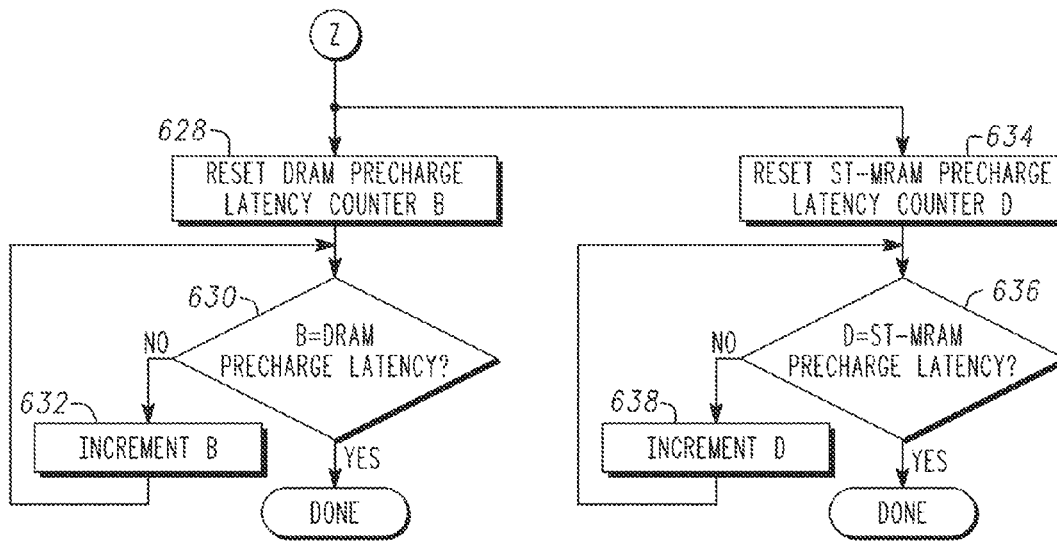 Z
628
RESET DRAM PRECHARGE
LATENCY COUNTER B
630
B=DRAM
PRECHARGE LATENCY?
NO
632
INCREMENT B
YES
DONE
634
RESET ST-MRAM PRECHARGE
LATENCY COUNTER D
636
D=ST-MRAM
PRECHARGE LATENCY?
NO
638
INCREMENT D
YES
DONE